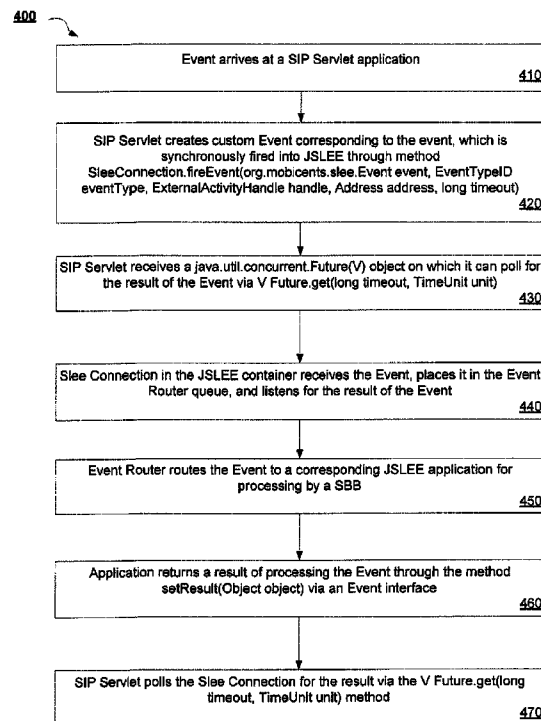 400
Event arrives at a SIP Servlet application
410
SIP Servlet creates custom Event corresponding to the event, which is
synchronously fired into JSLEE through method
SleeConnection.fireEvent(org.mobicents.slee.Event event, EventTypeID
eventType, ExternalActivityHandle handle, Address address, long timeout)
420
SIP Servlet receives a java.util.concurrent.Future(V) object on which it can poll for
the result of the Event via V Future.get(long timeout, TimeUnit unit)
430
Slee Connection in the JSLEE container receives the Event, places it in the Event
Router queue, and listens for the result of the Event
440
Event Router routes the Event to a corresponding JSLEE application for
processing by a SBB
450
Application returns a result of processing the Event through the method
setResult(Object object) via an Event interface
460
SIP Servlet polls the Slee Connection for the result via the V Future.get(long
timeout, TimeUnit unit) method
470